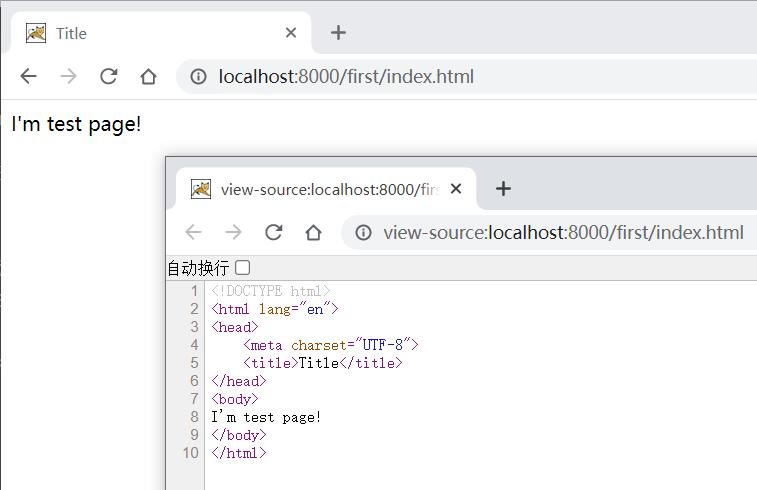 Title
localhost:8000/first/index.html
I'm test page!
view-source:localhost:8000/firs
view-source:localhost:8000/first/index.html
自动换行
1 <!DOCTYPE html>
2 <html lang="en">
3 <head>
4     <meta charset="UTF-8">
5     <title>Title</title>
6 </head>
7 <body>
8 I'm test page!
9 </body>
10 </html>